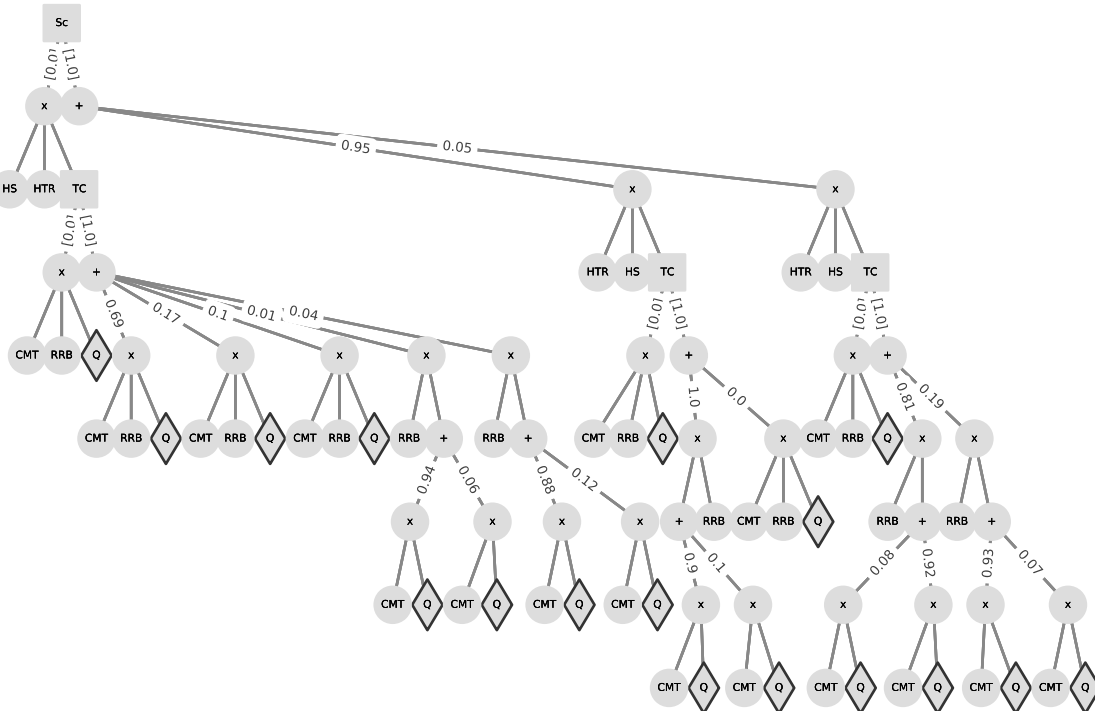 Sc
[0.0] [1.0]
x +
0.95 0.05
HS HTR TC x x
[0.0] [1.0]
x + HTR HS TC HTR HS TC
0.69 0.17 0.1 0.01 0.04 [0.0] [1.0] [0.0] [1.0]
CMT RRB Q x x x x x x + x +
1.0 0.0 0.81 0.19
CMT RRB Q CMT RRB Q CMT RRB Q RRB + RRB + CMT RRB Q x x CMT RRB Q x x
0.94 0.06 0.88 0.12
x x x x + RRB CMT RRB Q RRB + RRB +
0.9 0.1 0.08 0.92 0.93 0.07
CMT Q CMT Q CMT Q CMT Q x x x x x x
CMT Q CMT Q CMT Q CMT Q CMT Q CMT Q